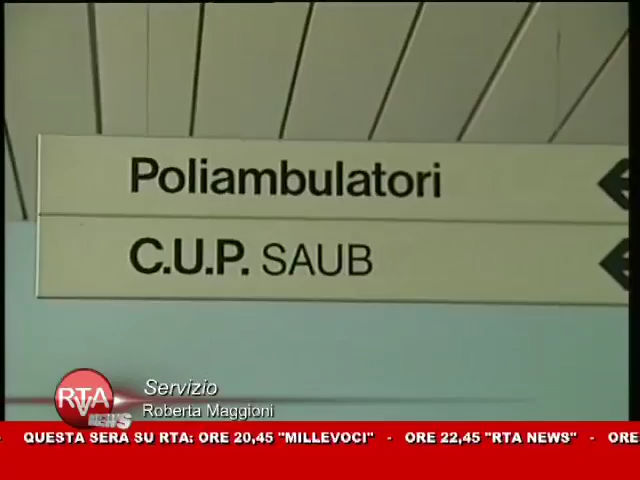 Poliambulatori
C.U.P. SAUB
Servizio
Roberta Maggioni
RTA
NEWS
QUESTA SERA SU RTA: ORE 20,45 "MILLEVOCI" - ORE 22,45 "RTA NEWS" - ORE